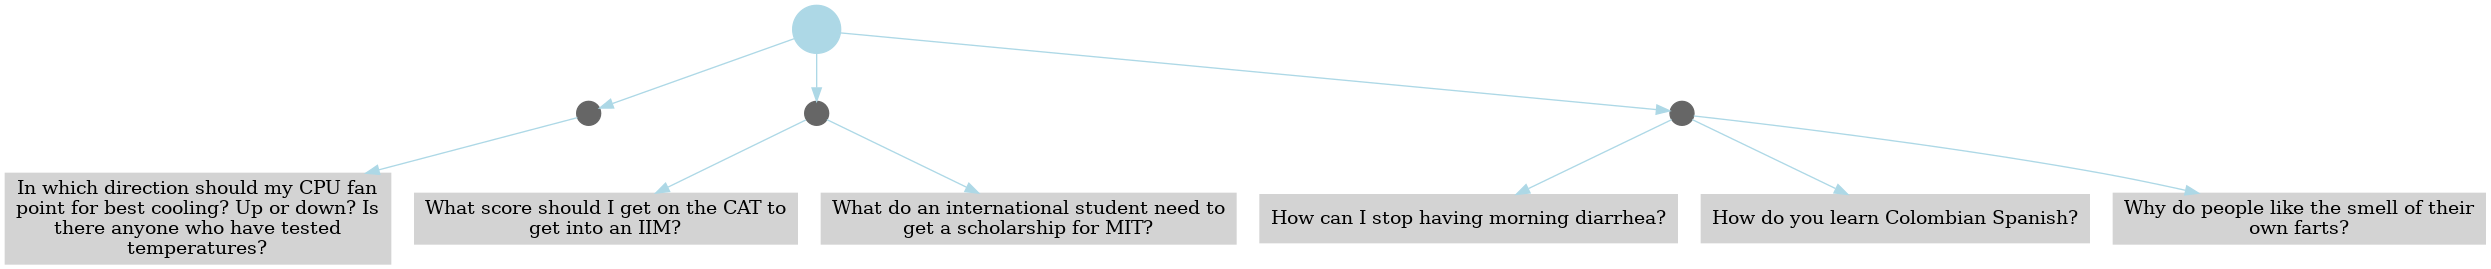 In which direction should my CPU fan
point for best cooling? Up or down? Is
there anyone who have tested
temperatures?
What score should I get on the CAT to
get into an IIM?
What do an international student need to
get a scholarship for MIT?
How can I stop having morning diarrhea?
How do you learn Colombian Spanish?
Why do people like the smell of their
own farts?